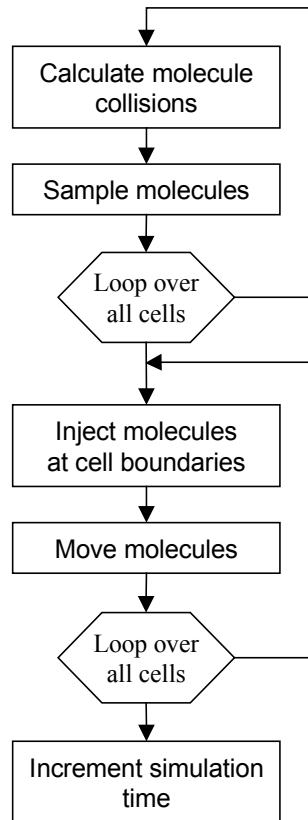 Calculate molecule
collisions
Sample molecules
Loop over
all cells
Inject molecules
at cell boundaries
Move molecules
Loop over
all cells
Increment simulation
time